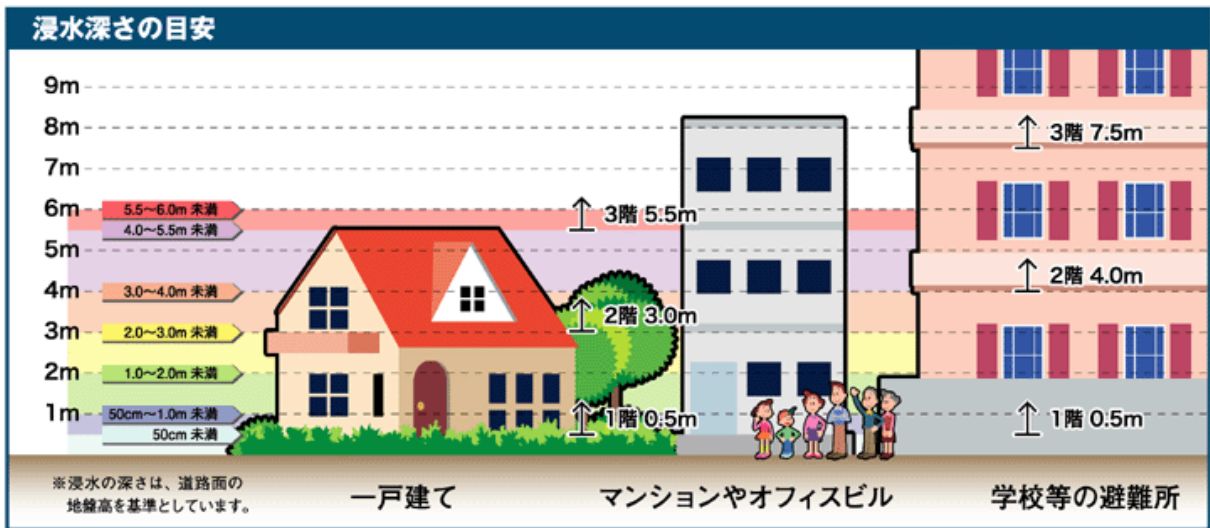 浸水深さの目安
9m
8m
7m
6m
5m
4m
3m
2m
1m
5.5～6.0m 未満
4.0～5.5m 未満
3.0～4.0m 未満
2.0～3.0m 未満
1.0～2.0m 未満
50cm～1.0m 未満
50cm 未満
3階 5.5m
2階 3.0m
1階 0.5m
3階 7.5m
2階 4.0m
1階 0.5m
※浸水の深さは、道路面の
地盤高を基準としています。
一戸建て
マンションやオフィスビル
学校等の避難所